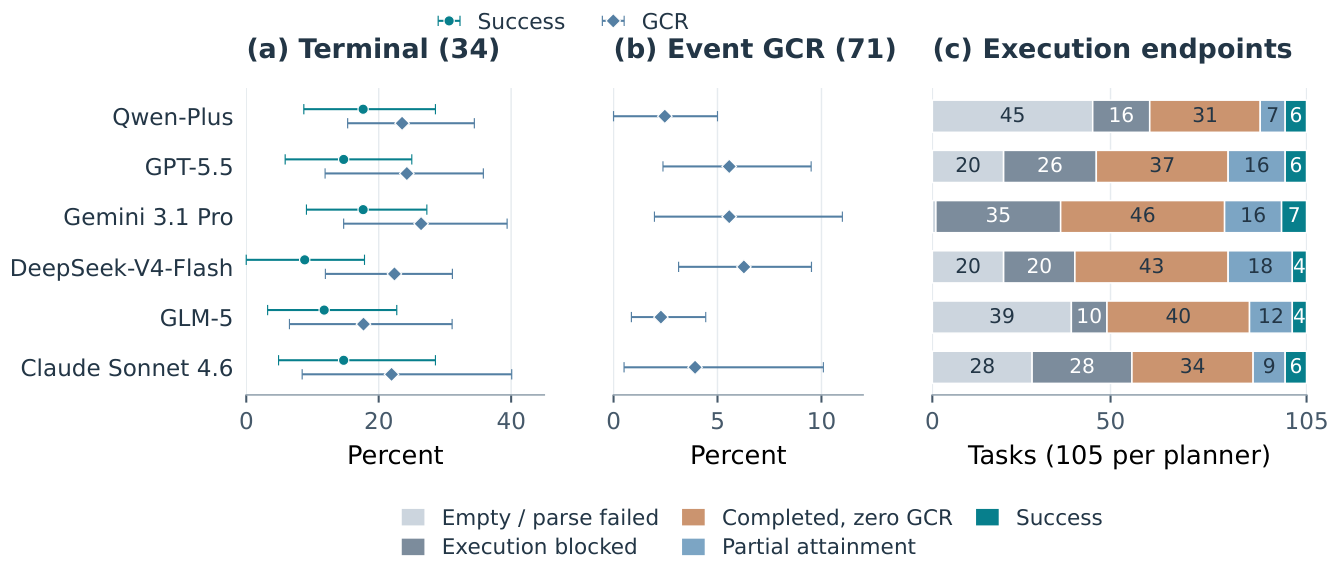 Success GCR
(a) Terminal (34) (b) Event GCR (71) (c) Execution endpoints
Qwen-Plus 45 16 31 7 6
GPT-5.5 20 26 37 16 6
Gemini 3.1 Pro 35 46 16 7
DeepSeek-V4-Flash 20 20 43 18 4
GLM-5 39 10 40 12 4
Claude Sonnet 4.6 28 28 34 9 6
0 20 40 0 5 10 0 50 105
Percent Percent Tasks (105 per planner)
Empty / parse failed Completed, zero GCR Success
Execution blocked Partial attainment